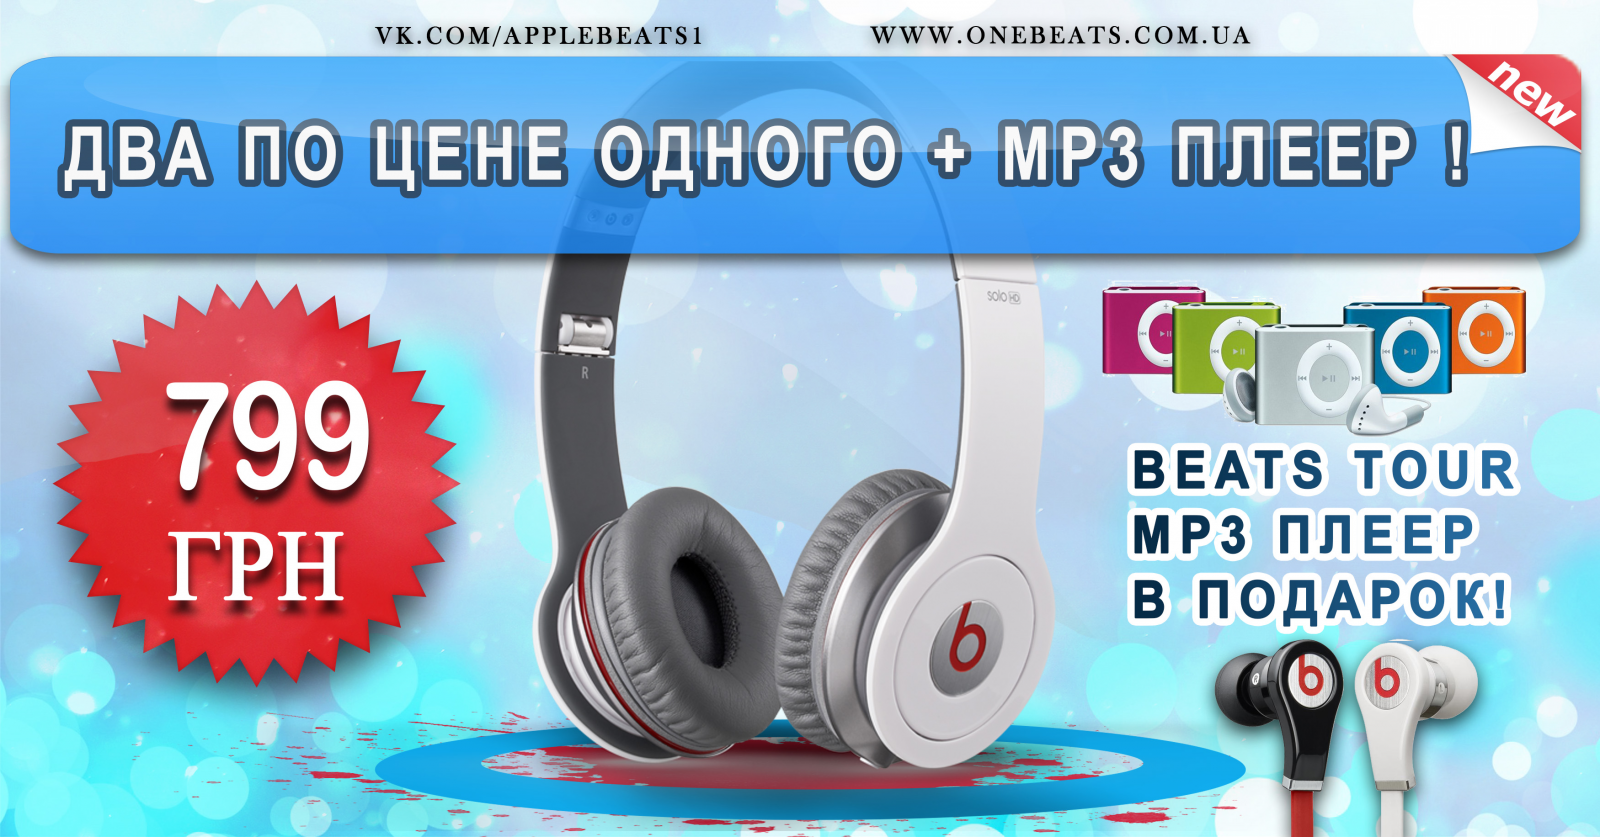 VK.COM/APPLEBEATS1
WWW.ONEBEATS.COM.UA
new
ДВА ПО ЦЕНЕ ОДНОГО + MP3 ПЛЕЕР !
solo HD
R
799
ГРН
BEATS TOUR
MP3 ПЛЕЕР
В ПОДАРОК!
b
b
b